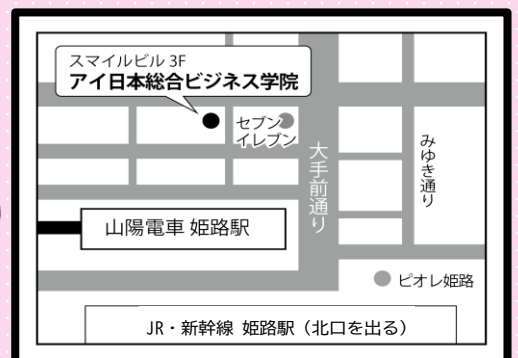 スマイルビル 3F
アイ日本総合ビジネス学院
セブン
イレブン
大手前通り
みゆき通り
山陽電車 姫路駅
ピオレ姫路
JR・新幹線 姫路駅（北口を出る）